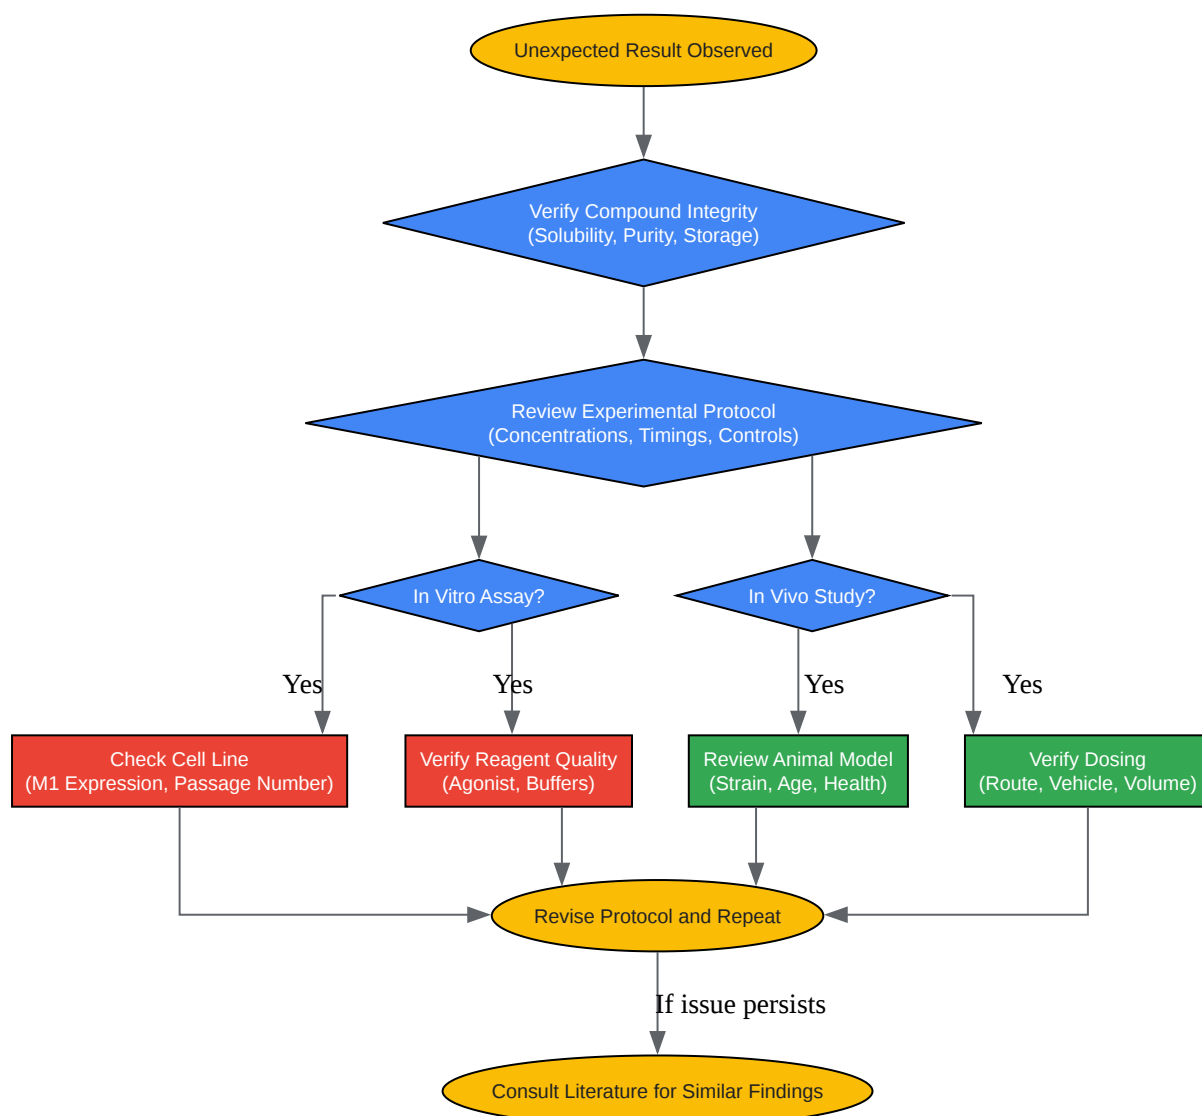 Unexpected Result Observed
Verify Compound Integrity
(Solubility, Purity, Storage)
Review Experimental Protocol
(Concentrations, Timings, Controls)
In Vitro Assay?
In Vivo Study?
Yes
Yes
Yes
Yes
Check Cell Line
(M1 Expression, Passage Number)
Verify Reagent Quality
(Agonist, Buffers)
Review Animal Model
(Strain, Age, Health)
Verify Dosing
(Route, Vehicle, Volume)
Revise Protocol and Repeat
If issue persists
Consult Literature for Similar Findings